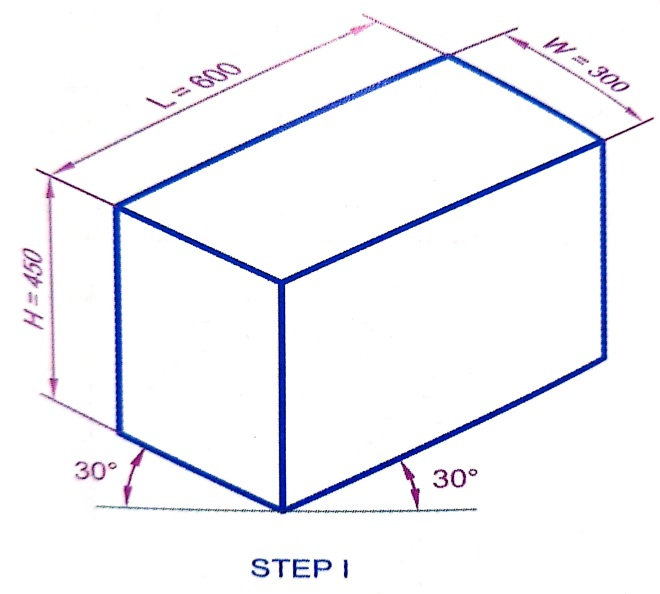 L = 600
W = 300
H = 450
30°
30°
STEP I